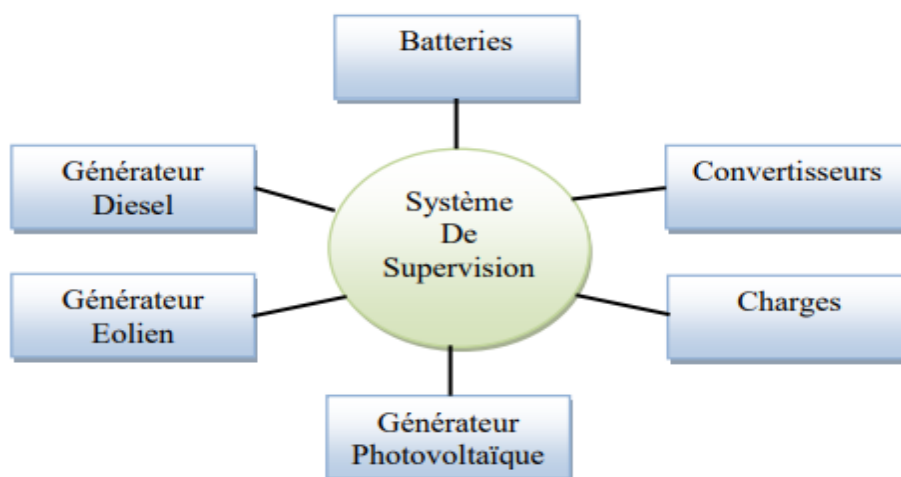 Batteries
Générateur
Diesel
Convertisseurs
Système
De
Supervision
Générateur
Eolien
Charges
Générateur
Photovoltaïque